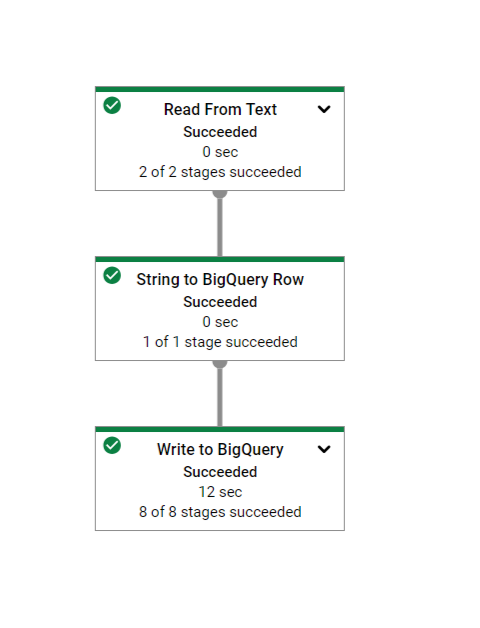 Read From Text
Succeeded
0 sec
2 of 2 stages succeeded
String to BigQuery Row
Succeeded
0 sec
1 of 1 stage succeeded
Write to BigQuery
Succeeded
12 sec
8 of 8 stages succeeded